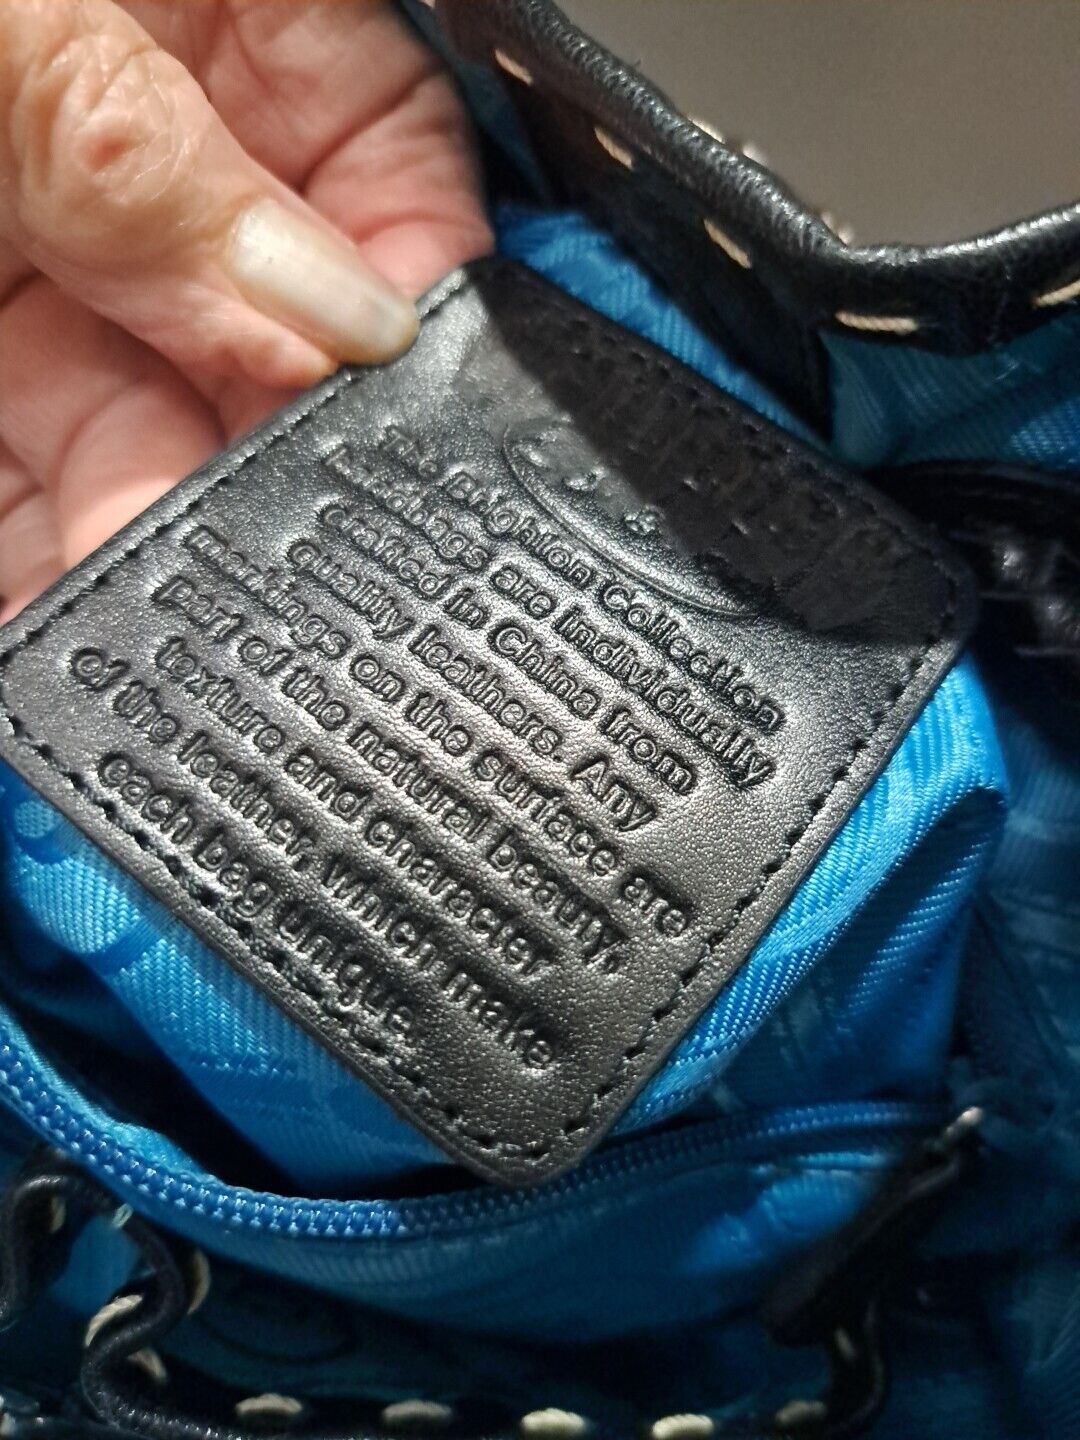 The Brighton Collection
handbags are individually
crafted in China from
quality leathers. Any
markings on the surface are
part of the natural beauty,
texture and character
of the leather, which make
each bag unique.